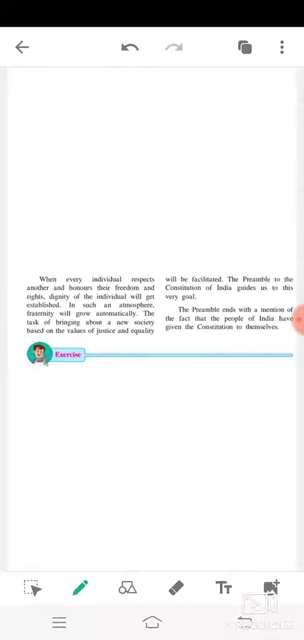 When every individual respects
another and honours their freedom and
rights, dignity of the individual will get
established. In such an atmosphere,
fraternity will grow automatically. The
task of bringing about a new society
based on the values of justice and equality
will be facilitated. The Preamble to the
Constitution of India guides us to this
very goal.
The Preamble ends with a mention of
the fact that the people of India have
given the Constitution to themselves.
Exercise
TT